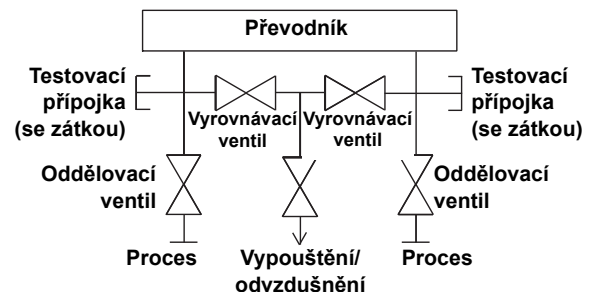 Převodník
Testovací
přípojka
(se zátkou)
Vyrovnávací
ventil
Vyrovnávací
ventil
Testovací
přípojka
(se zátkou)
Oddělovací
ventil
Oddělovací
ventil
Proces
Vypouštění/
odvzdušnění
Proces